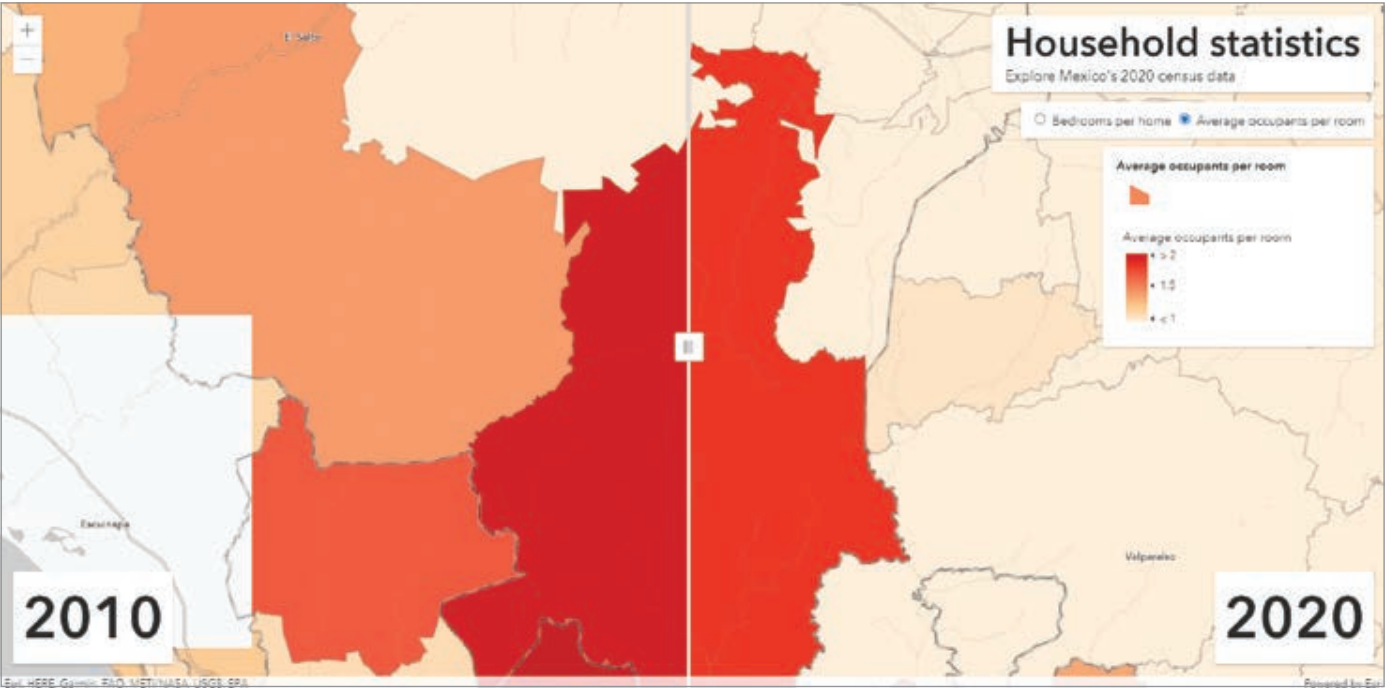 +
−
El Salto
Household statistics
Explore Mexico's 2020 census data
Bedrooms per home
Average occupants per room
Average occupants per room
Average occupants per room
> 2
1.5
< 1
Escuinapa
Valparaíso
2010
2020
Esri, HERE, Garmin, FAO, METI/NASA, USGS, EPA
Powered by Esri